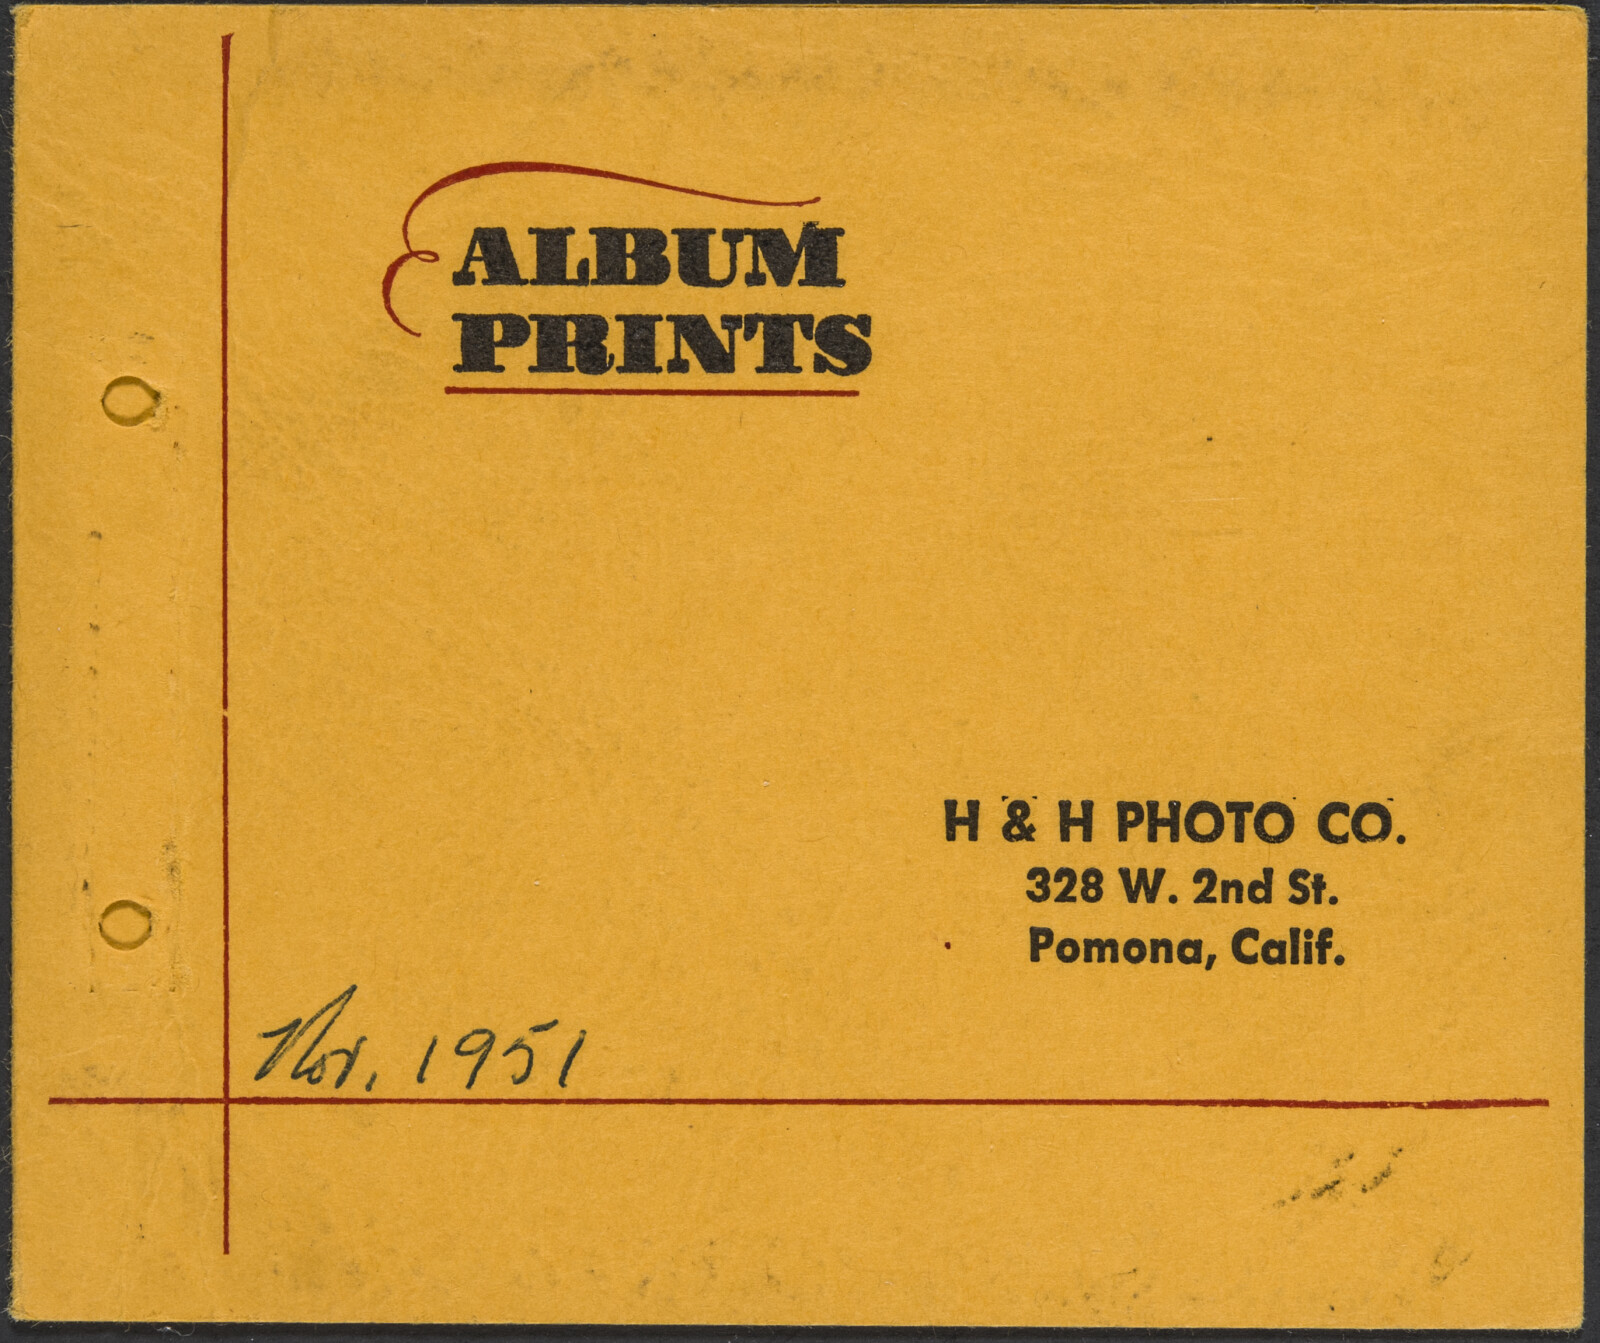 ALBUM
PRINTS
H & H PHOTO CO.
328 W. 2nd St.
Pomona, Calif.
Nov. 1951